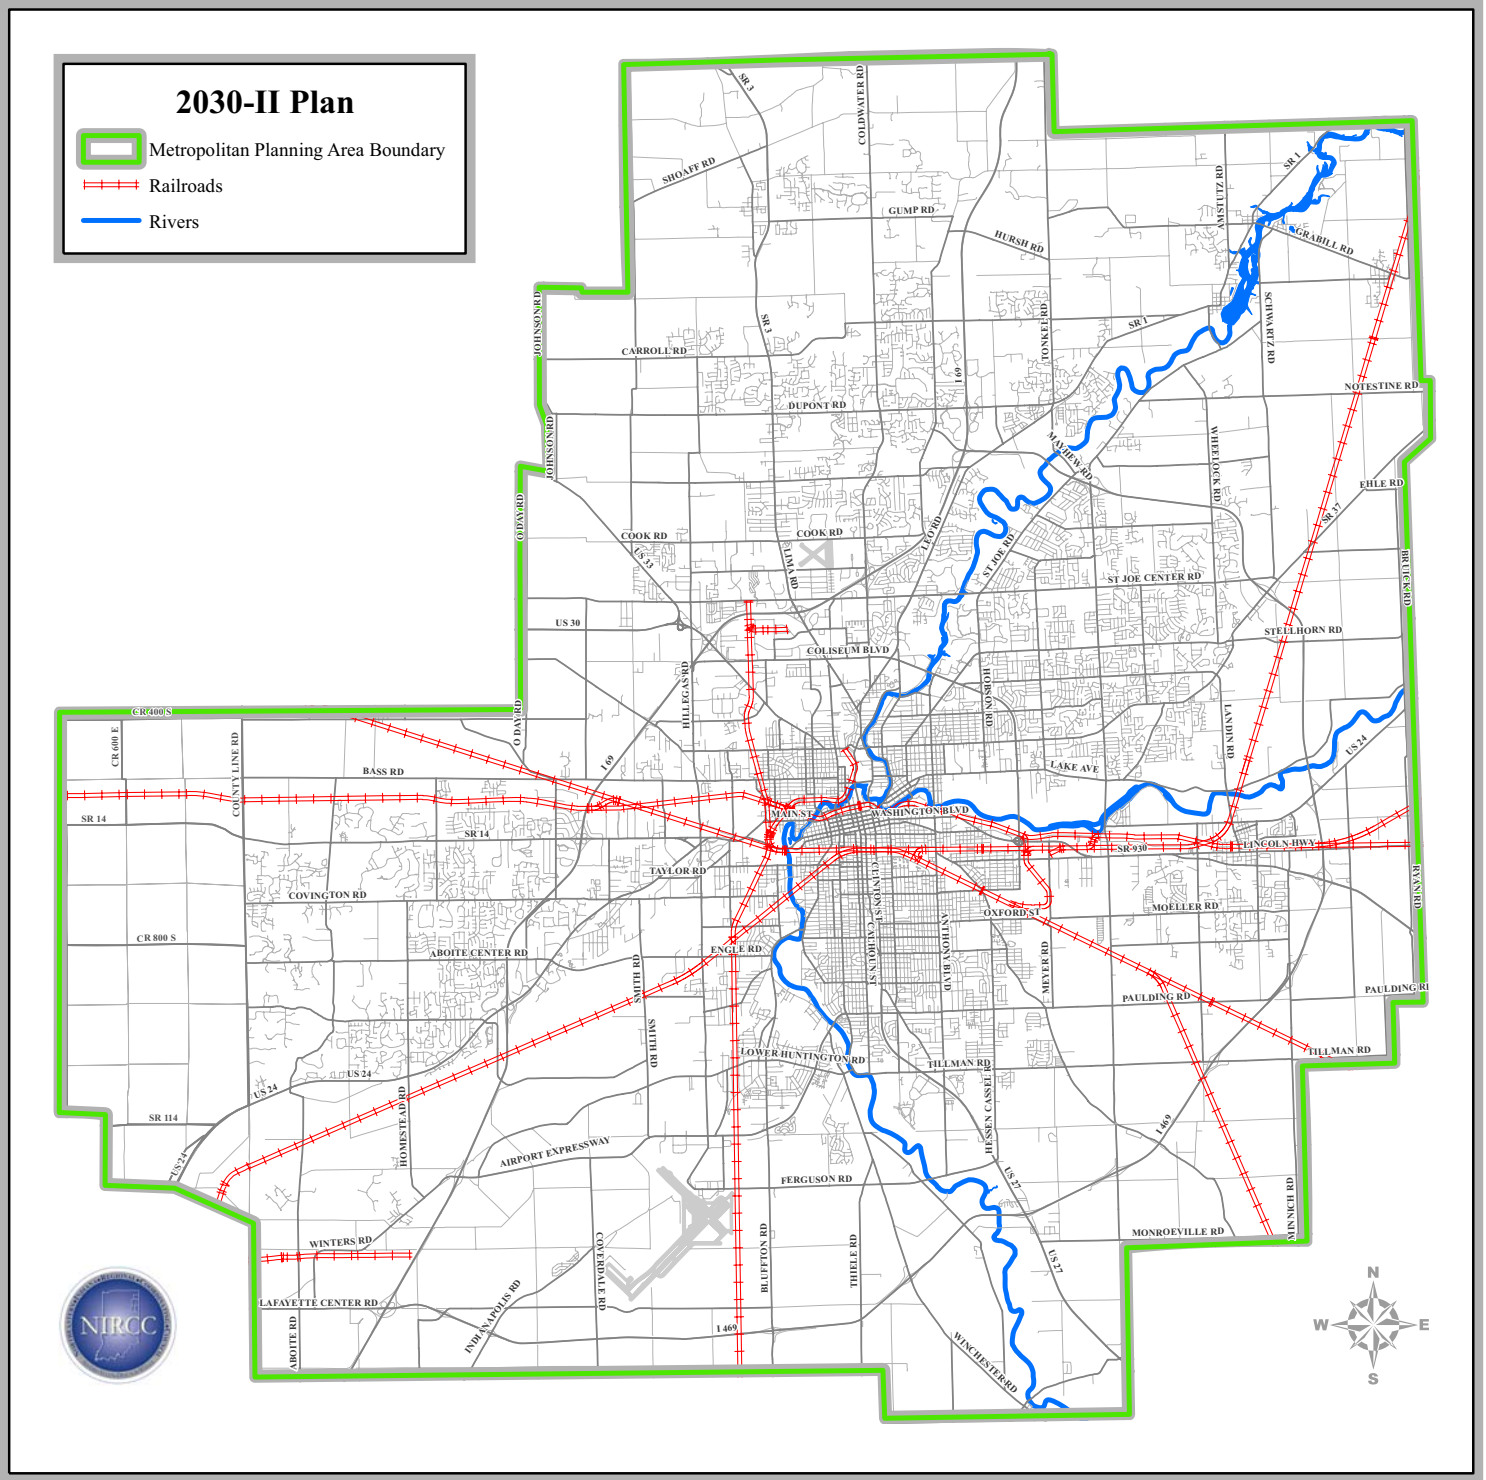 2030-II Plan
Metropolitan Planning Area Boundary
Railroads
Rivers
SR 3
COLDWATER RD
SHOAFF RD
SR 1
AMSTUTZ RD
GUMP RD
HURSH RD
GRABILL RD
JOHNSON RD
SR 3
TONKEL RD
SR 1
SCHWARTZ RD
CARROLL RD
I 69
NOTESTINE RD
DUPONT RD
JOHNSON RD
MAYHEW RD
WHEELOCK RD
EHLE RD
O DAY RD
SR 37
COOK RD
COOK RD
LEO RD
US 33
LIMA RD
ST JOE RD
ST JOE CENTER RD
BRUICK RD
US 30
STELLHORN RD
COLISEUM BLVD
HILLEGAS RD
HOBSON RD
CR 400 S
O DAY RD
LANDIN RD
CR 600 E
COUNTY LINE RD
US 24
I 69
BASS RD
LAKE AVE
SR 14
MAIN ST
WASHINGTON BLVD
SR 14
SR 930
LINCOLN HWY
TAYLOR RD
CLINTON ST
RYAN RD
COVINGTON RD
OXFORD ST
MOELLER RD
CR 800 S
ABOITE CENTER RD
ENGLE RD
CALHOUN ST
ANTHONY BLVD
MEYER RD
SMITH RD
PAULDING RD
PAULDING RD
SMITH RD
LOWER HUNTINGTON RD
TILLMAN RD
TILLMAN RD
US 24
US 24
SR 114
HOMESTEAD RD
HESSEN CASSEL RD
I 469
AIRPORT EXPRESSWAY
US 24
FERGUSON RD
US 27
MINNICH RD
WINTERS RD
COVERDALE RD
BLUFFTON RD
THIELE RD
US 27
MONROEVILLE RD
LAFAYETTE CENTER RD
INDIANAPOLIS RD
ABOITE RD
I 469
WINCHESTER RD
NIRCC
N
W
E
S